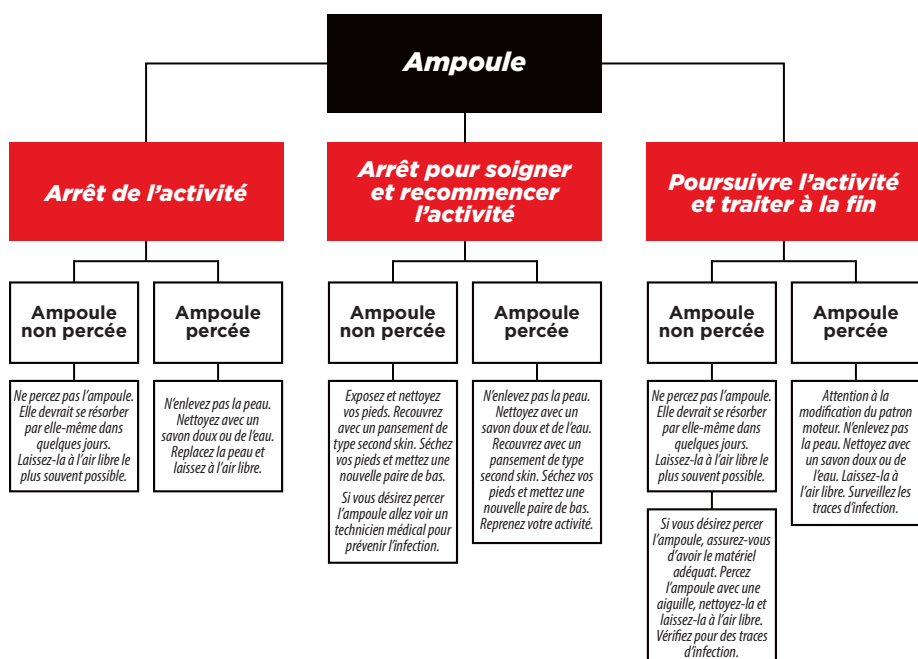 Ampoule
Arrêt de l'activité
Arrêt pour soigner
et recommencer
l'activité
Poursuivre l'activité
et traiter à la fin
Ampoule
non percée
Ampoule
percée
Ampoule
non percée
Ampoule
percée
Ampoule
non percée
Ampoule
percée
Ne percez pas l'ampoule.
Elle devrait se résorber
par elle-même dans
quelques jours.
Laissez-la à l'air libre le
plus souvent possible.
N'enlevez pas la peau.
Nettoyez avec un
savon doux ou de l'eau.
Replacez la peau et
laissez à l'air libre.
Exposez et nettoyez
vos pieds. Recouvrez
avec un pansement de
type second skin. Séchez
vos pieds et mettez une
nouvelle paire de bas.
Si vous désirez percer
l'ampoule allez voir un
technicien médical pour
prévenir l'infection.
N'enlevez pas la peau.
Nettoyez avec un
savon doux et de l'eau.
Recouvrez avec un
pansement de type
second skin. Séchez vos
pieds et mettez une
nouvelle paire de bas.
Reprenez votre activité.
Ne percez pas l'ampoule.
Elle devrait se résorber
par elle-même dans
quelques jours.
Laissez-la à l'air libre le
plus souvent possible.
Si vous désirez percer
l'ampoule, assurez-vous
d'avoir le matériel
adéquat. Percez
l'ampoule avec une
aiguille, nettoyez-la et
laissez-la à l'air libre.
Vérifiez pour des traces
d'infection.
Attention à la
modification du patron
moteur. N'enlevez pas
la peau. Nettoyez avec
un savon doux ou de
l'eau. Laissez-la à
l'air libre. Surveillez les
traces d'infection.